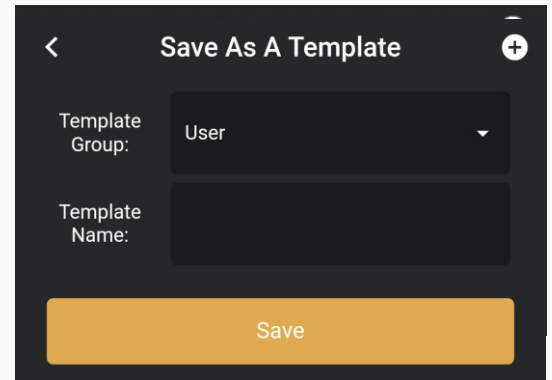 Save As A Template
Template
Group:
User
Template
Name:
Save